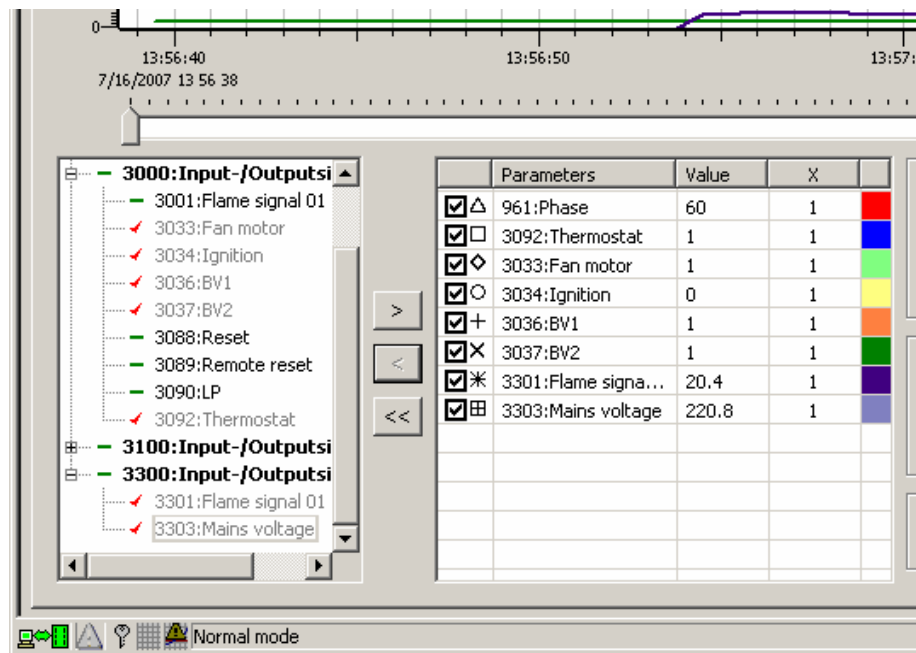 0
13:56:40 13:56:50 13:57:
7/16/2007 13 56 38
3000:Input-/Outputsi
3001:Flame signal 01
3033:Fan motor
3034:Ignition
3036:BV1
3037:BV2
3088:Reset
3089:Remote reset
3090:LP
3092:Thermostat
3100:Input-/Outputsi
3300:Input-/Outputsi
3301:Flame signal 01
3303:Mains voltage
>
<
<<
Parameters Value X
961:Phase 60 1
3092:Thermostat 1 1
3033:Fan motor 1 1
3034:Ignition 0 1
3036:BV1 1 1
3037:BV2 1 1
3301:Flame signa... 20.4 1
3303:Mains voltage 220.8 1
Normal mode